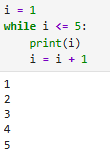 i = 1
while i <= 5:
    print(i)
    i = i + 1
1
2
3
4
5